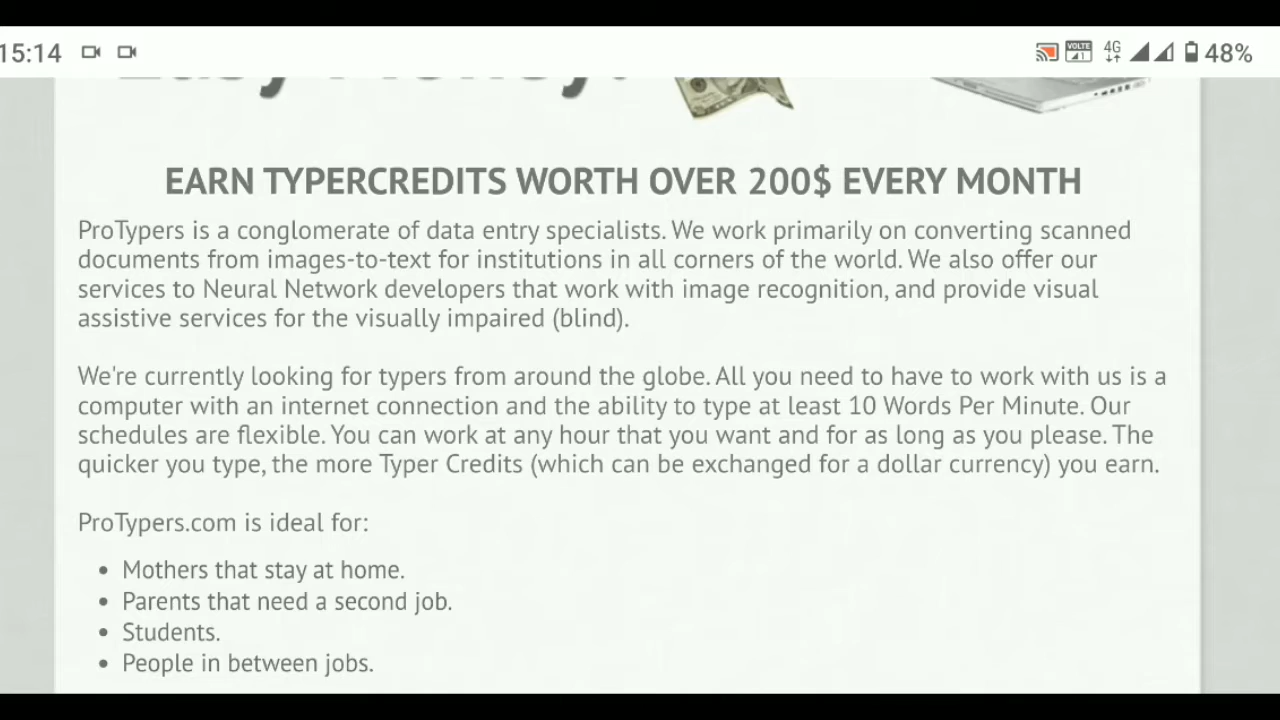 15:14
VOLTE
4G
48%
Easy Money!
EARN TYPERCREDITS WORTH OVER 200$ EVERY MONTH
ProTypers is a conglomerate of data entry specialists. We work primarily on converting scanned
documents from images-to-text for institutions in all corners of the world. We also offer our
services to Neural Network developers that work with image recognition, and provide visual
assistive services for the visually impaired (blind).
We're currently looking for typers from around the globe. All you need to have to work with us is a
computer with an internet connection and the ability to type at least 10 Words Per Minute. Our
schedules are flexible. You can work at any hour that you want and for as long as you please. The
quicker you type, the more Typer Credits (which can be exchanged for a dollar currency) you earn.
ProTypers.com is ideal for:
• Mothers that stay at home.
• Parents that need a second job.
• Students.
• People in between jobs.